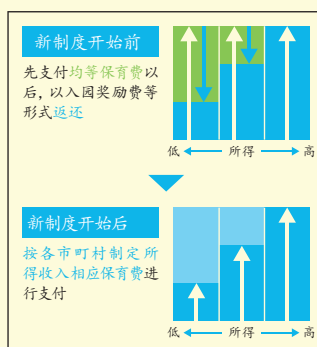 新制度开始前
先支付均等保育费以
后，以入园奖励费等
形式返还
低 所得 高
新制度开始后
按各市町村制定所
得收入相应保育费进
行支付
低 所得 高